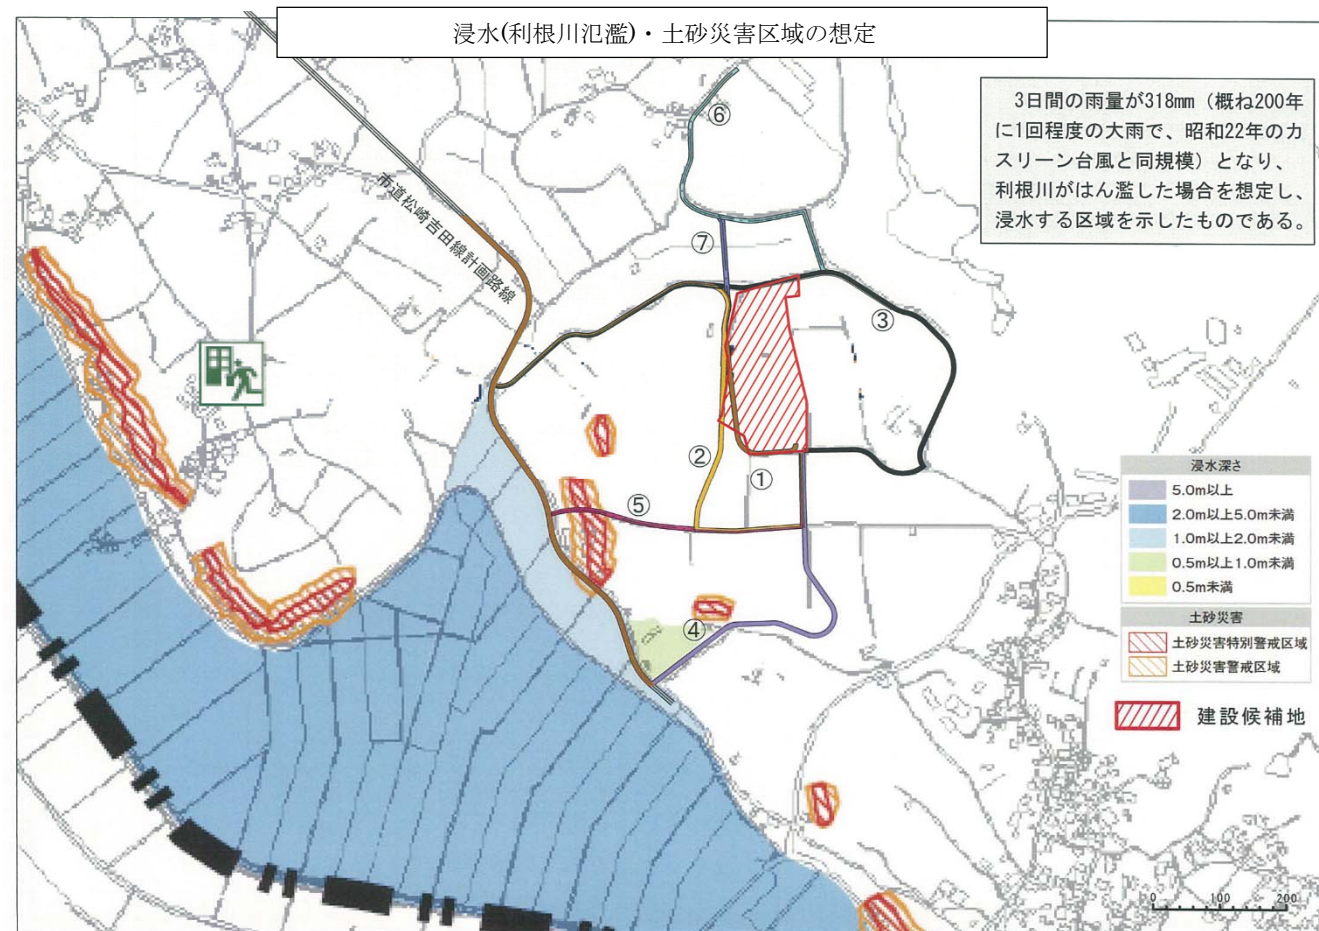 浸水(利根川氾濫)・土砂災害区域の想定
3日間の雨量が318mm（概ね200年
に1回程度の大雨で、昭和22年のカ
スリーン台風と同規模）となり、
利根川がはん濫した場合を想定し、
浸水する区域を示したものである。
市道松崎吉田線計画路線
⑥
⑦
③
②
①
⑤
④
浸水深さ
5.0m以上
2.0m以上5.0m未満
1.0m以上2.0m未満
0.5m以上1.0m未満
0.5m未満
土砂災害
土砂災害特別警戒区域
土砂災害警戒区域
建設候補地
0 100 200